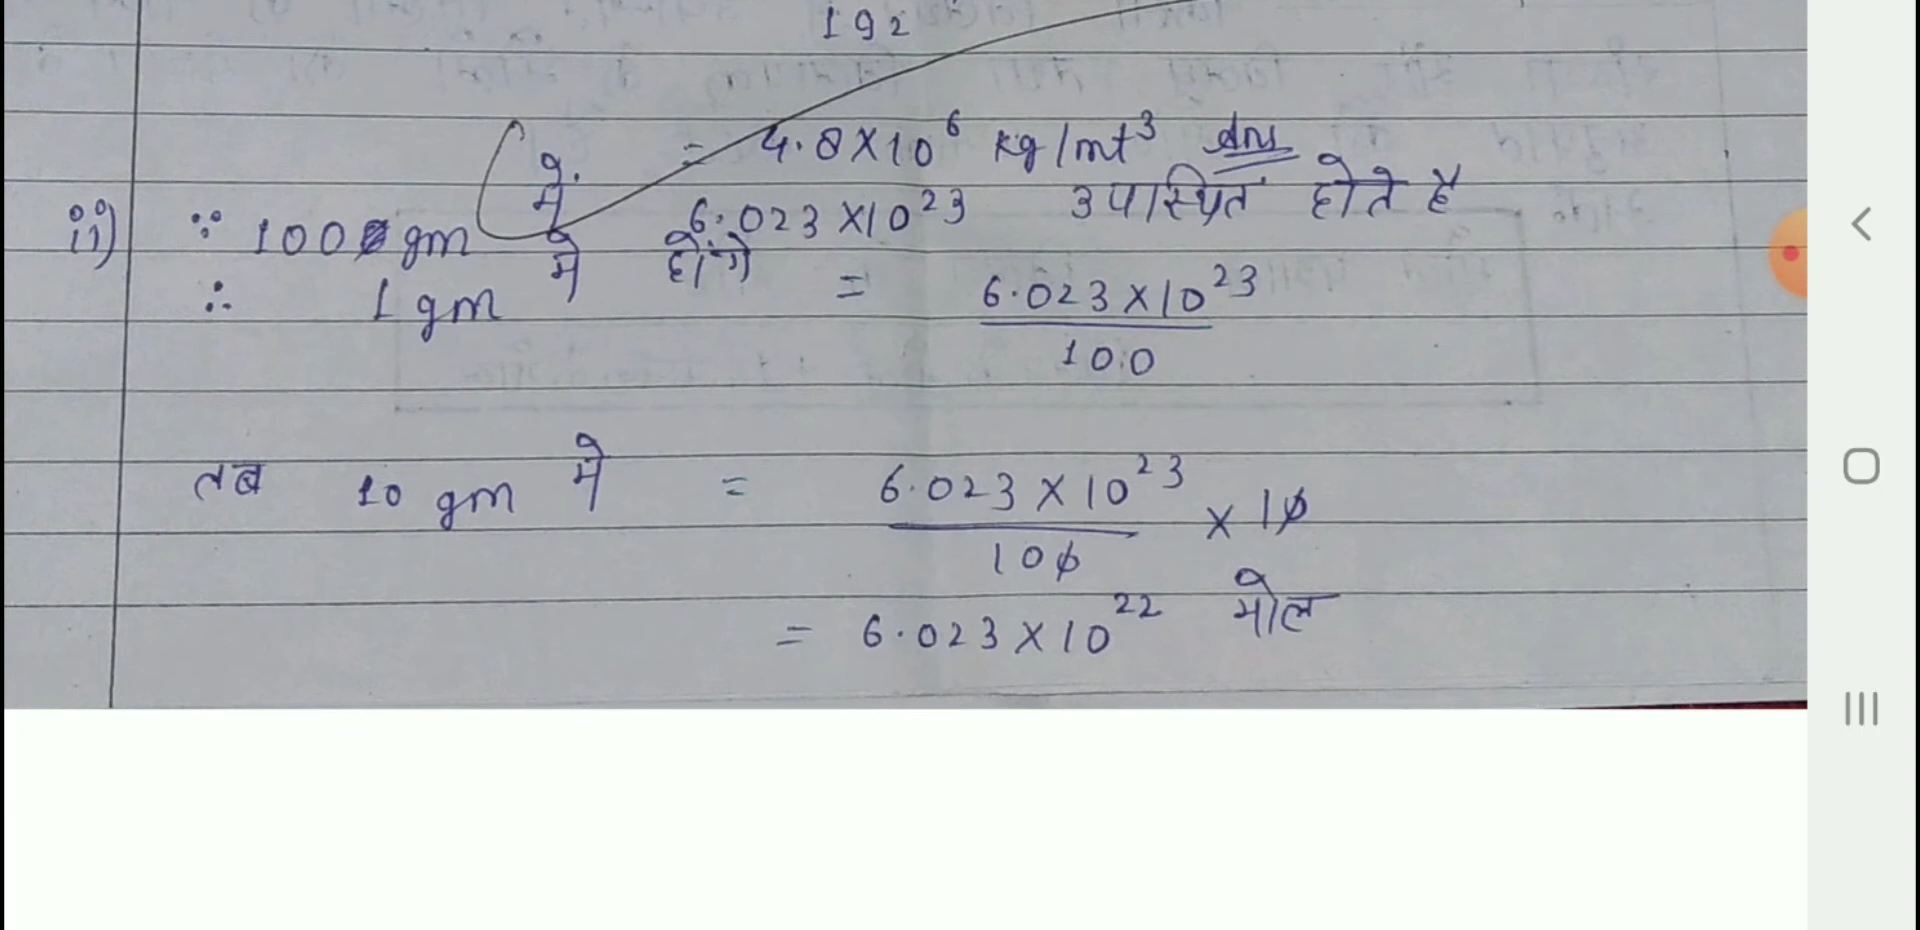 192
= 4.8×10⁶ kg/mt³ Ans
ii) ∵ 100 gm में 6.023×10²³ उपस्थित होते है
∴ 1 gm में होंगे = 6.023×10²³
100
तब 10 gm में = 6.023×10²³ × 10
100
= 6.023×10²² मोल